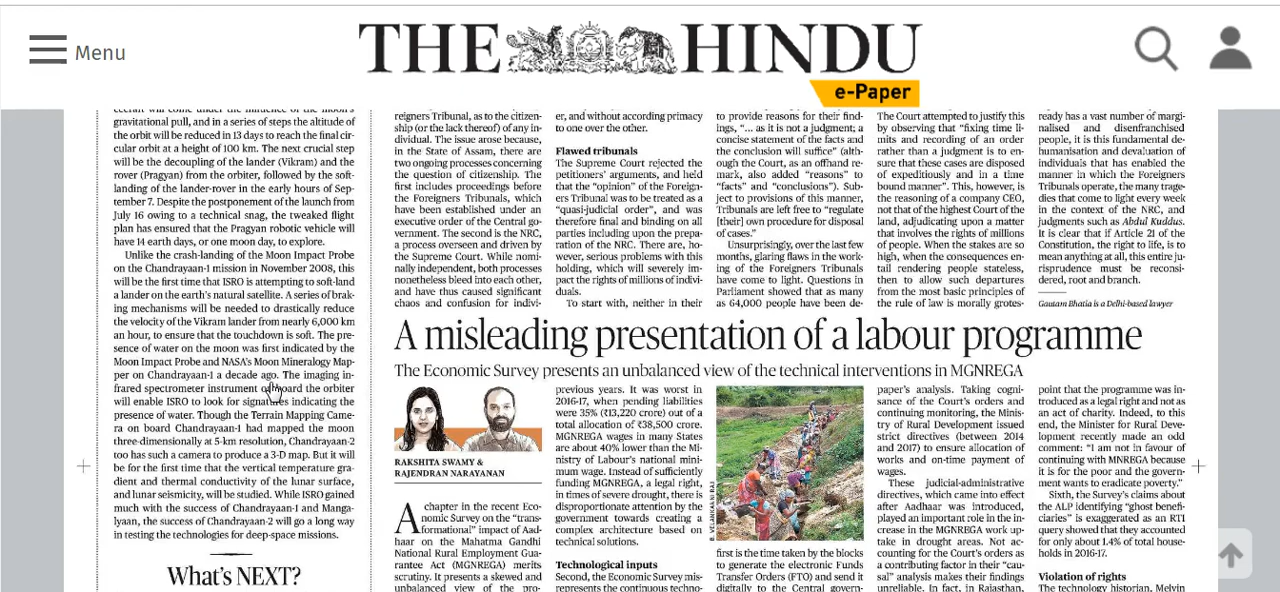 Menu
THE HINDU
e-Paper
gravitational pull, and in a series of steps the altitude of
the orbit will be reduced in 13 days to reach the final cir-
cular orbit at a height of 100 km. The next crucial step
will be the decoupling of the lander (Vikram) and the
rover (Pragyan) from the orbiter, followed by the soft-
landing of the lander-rover in the early hours of Sep-
tember 7. Despite the postponement of the launch from
July 16 owing to a technical snag, the tweaked flight
plan has ensured that the Pragyan robotic vehicle will
have 14 earth days, or one moon day, to explore.
Unlike the crash-landing of the Moon Impact Probe
on the Chandrayaan-1 mission in November 2008, this
will be the first time that ISRO is attempting to soft-land
a lander on the earth's natural satellite. A series of brak-
ing mechanisms will be needed to drastically reduce
the velocity of the Vikram lander from nearly 6,000 km
an hour, to ensure that the touchdown is soft. The pre-
sence of water on the moon was first indicated by the
Moon Impact Probe and NASA's Moon Mineralogy Map-
per on Chandrayaan-1 a decade ago. The imaging in-
frared spectrometer instrument on board the orbiter
will enable ISRO to look for signatures indicating the
presence of water. Though the Terrain Mapping Came-
ra on board Chandrayaan-1 had mapped the moon
three-dimensionally at 5-km resolution, Chandrayaan-2
too has such a camera to produce a 3-D map. But it will
be for the first time that the vertical temperature gra-
dient and thermal conductivity of the lunar surface,
and lunar seismicity, will be studied. While ISRO gained
much with the success of Chandrayaan-1 and Manga-
lyaan, the success of Chandrayaan-2 will go a long way
in testing the technologies for deep-space missions.
What's NEXT?
reigners Tribunal, as to the citizen-
ship (or the lack thereof) of any in-
dividual. The issue arose because,
in the State of Assam, there are
two ongoing processes concerning
the question of citizenship. The
first includes proceedings before
the Foreigners Tribunals, which
have been established under an
executive order of the Central go-
vernment. The second is the NRC,
a process overseen and driven by
the Supreme Court. While nomi-
nally independent, both processes
nonetheless bleed into each other,
and have thus caused significant
chaos and confusion for indivi-
er, and without according primacy
to one over the other.
Flawed tribunals
The Supreme Court rejected the
petitioners' arguments, and held
that the "opinion" of the Foreign-
ers Tribunal was to be treated as a
"quasi-judicial order", and was
therefore final and binding on all
parties including upon the prepa-
ration of the NRC. There are, ho-
wever, serious problems with this
holding, which will severely im-
pact the rights of millions of indivi-
duals.
To start with, neither in their
to provide reasons for their find-
ings, "... as it is not a judgment; a
concise statement of the facts and
the conclusion will suffice" (alth-
ough the Court, as an offhand re-
mark, also added "reasons" to
"facts" and "conclusions"). Sub-
ject to provisions of this manner,
Tribunals are left free to "regulate
[their] own procedure for disposal
of cases."
Unsurprisingly, over the last few
months, glaring flaws in the work-
ing of the Foreigners Tribunals
have come to light. Questions in
Parliament showed that as many
as 64,000 people have been de-
The Court attempted to justify this
by observing that "fixing time li-
mits and recording of an order
rather than a judgment is to en-
sure that these cases are disposed
of expeditiously and in a time
bound manner". This, however, is
the reasoning of a company CEO,
not that of the highest Court of the
land, adjudicating upon a matter
that involves the rights of millions
of people. When the stakes are so
high, when the consequences en-
tail rendering people stateless,
then to allow such departures
from the most basic principles of
the rule of law is morally grotes-
ready has a vast number of margi-
nalised and disenfranchised
people, it is this fundamental de-
humanisation and devaluation of
individuals that has enabled the
manner in which the Foreigners
Tribunals operate, the many trage-
dies that come to light every week
in the context of the NRC, and
judgments such as Abdul Kuddus.
It is clear that if Article 21 of the
Constitution, the right to life, is to
mean anything at all, this entire ju-
risprudence must be reconsi-
dered, root and branch.
Gautam Bhatia is a Delhi-based lawyer
A misleading presentation of a labour programme
The Economic Survey presents an unbalanced view of the technical interventions in MGNREGA
RAKSHITA SWAMY &
RAJENDRAN NARAYANAN
A chapter in the recent Eco-
nomic Survey on the "trans-
formational" impact of Aad-
haar on the Mahatma Gandhi
National Rural Employment Gua-
rantee Act (MGNREGA) merits
scrutiny. It presents a skewed and
unbalanced view of the pro-
previous years. It was worst in
2016-17, when pending liabilities
were 35% (₹13,220 crore) out of a
total allocation of ₹38,500 crore.
MGNREGA wages in many States
are about 40% lower than the Mi-
nistry of Labour's national mini-
mum wage. Instead of sufficiently
funding MGNREGA, a legal right,
in times of severe drought, there is
disproportionate attention by the
government towards creating a
complex architecture based on
technical solutions.
Technological inputs
Second, the Economic Survey mis-
represents the continuous techno-
B. VELANKANNI RAJ
first is the time taken by the blocks
to generate the electronic Funds
Transfer Orders (FTO) and send it
digitally to the Central govern-
paper's analysis. Taking cogni-
sance of the Court's orders and
continuing monitoring, the Minis-
try of Rural Development issued
strict directives (between 2014
and 2017) to ensure allocation of
works and on-time payment of
wages.
These judicial-administrative
directives, which came into effect
after Aadhaar was introduced,
played an important role in the in-
crease in the MGNREGA work up-
take in drought areas. Not ac-
counting for the Court's orders as
a contributing factor in their "cau-
sal" analysis makes their findings
unreliable. In fact, in Rajasthan,
point that the programme was in-
troduced as a legal right and not as
an act of charity. Indeed, to this
end, the Minister for Rural Deve-
lopment recently made an odd
comment: "I am not in favour of
continuing with MNREGA because
it is for the poor and the govern-
ment wants to eradicate poverty."
Sixth, the Survey's claims about
the ALP identifying "ghost benefi-
ciaries" is exaggerated as an RTI
query showed that they accounted
for only about 1.4% of total house-
holds in 2016-17.
Violation of rights
The technology historian, Melvin